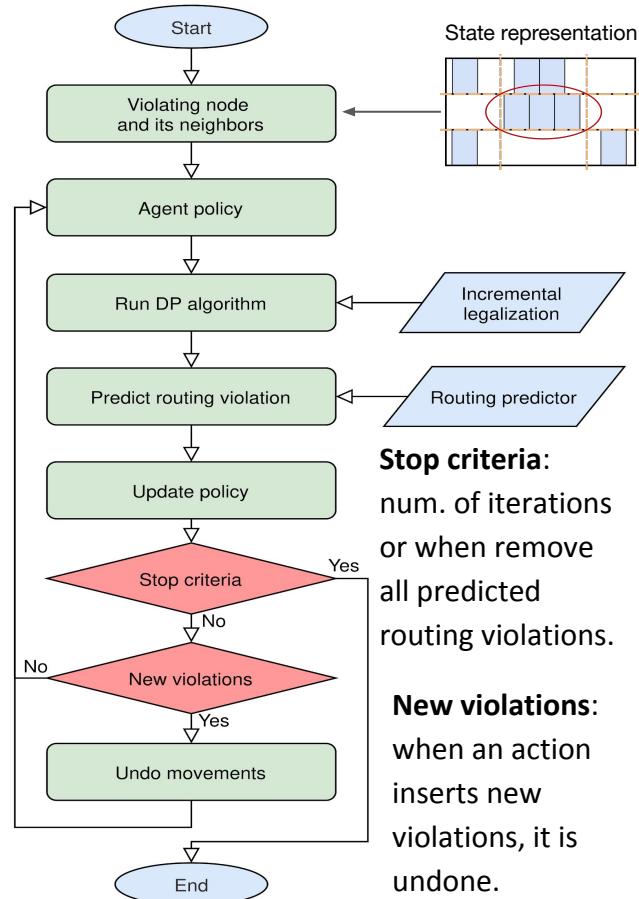 Start
State representation
Violating node
and its neighbors
Agent policy
Run DP algorithm
Incremental
legalization
Predict routing violation
Routing predictor
Update policy
Stop criteria:
num. of iterations
or when remove
all predicted
routing violations.
Stop criteria
Yes
No
New violations
No
Yes
New violations:
when an action
inserts new
violations, it is
undone.
Undo movements
End